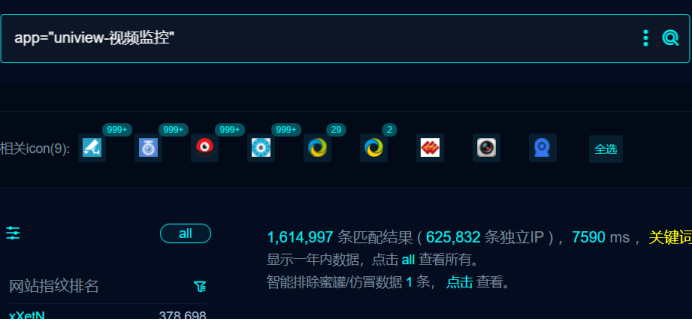 app="uniview-视频监控"
相关icon(9): 999+ 999+ 999+ 999+ 29 2 全选
all
1,614,997 条匹配结果 ( 625,832 条独立IP ) ，7590 ms ，关键词
显示一年内数据，点击 all 查看所有。
网站指纹排名
智能排除蜜罐/仿冒数据 1 条， 点击 查看。
xXetN 378,698